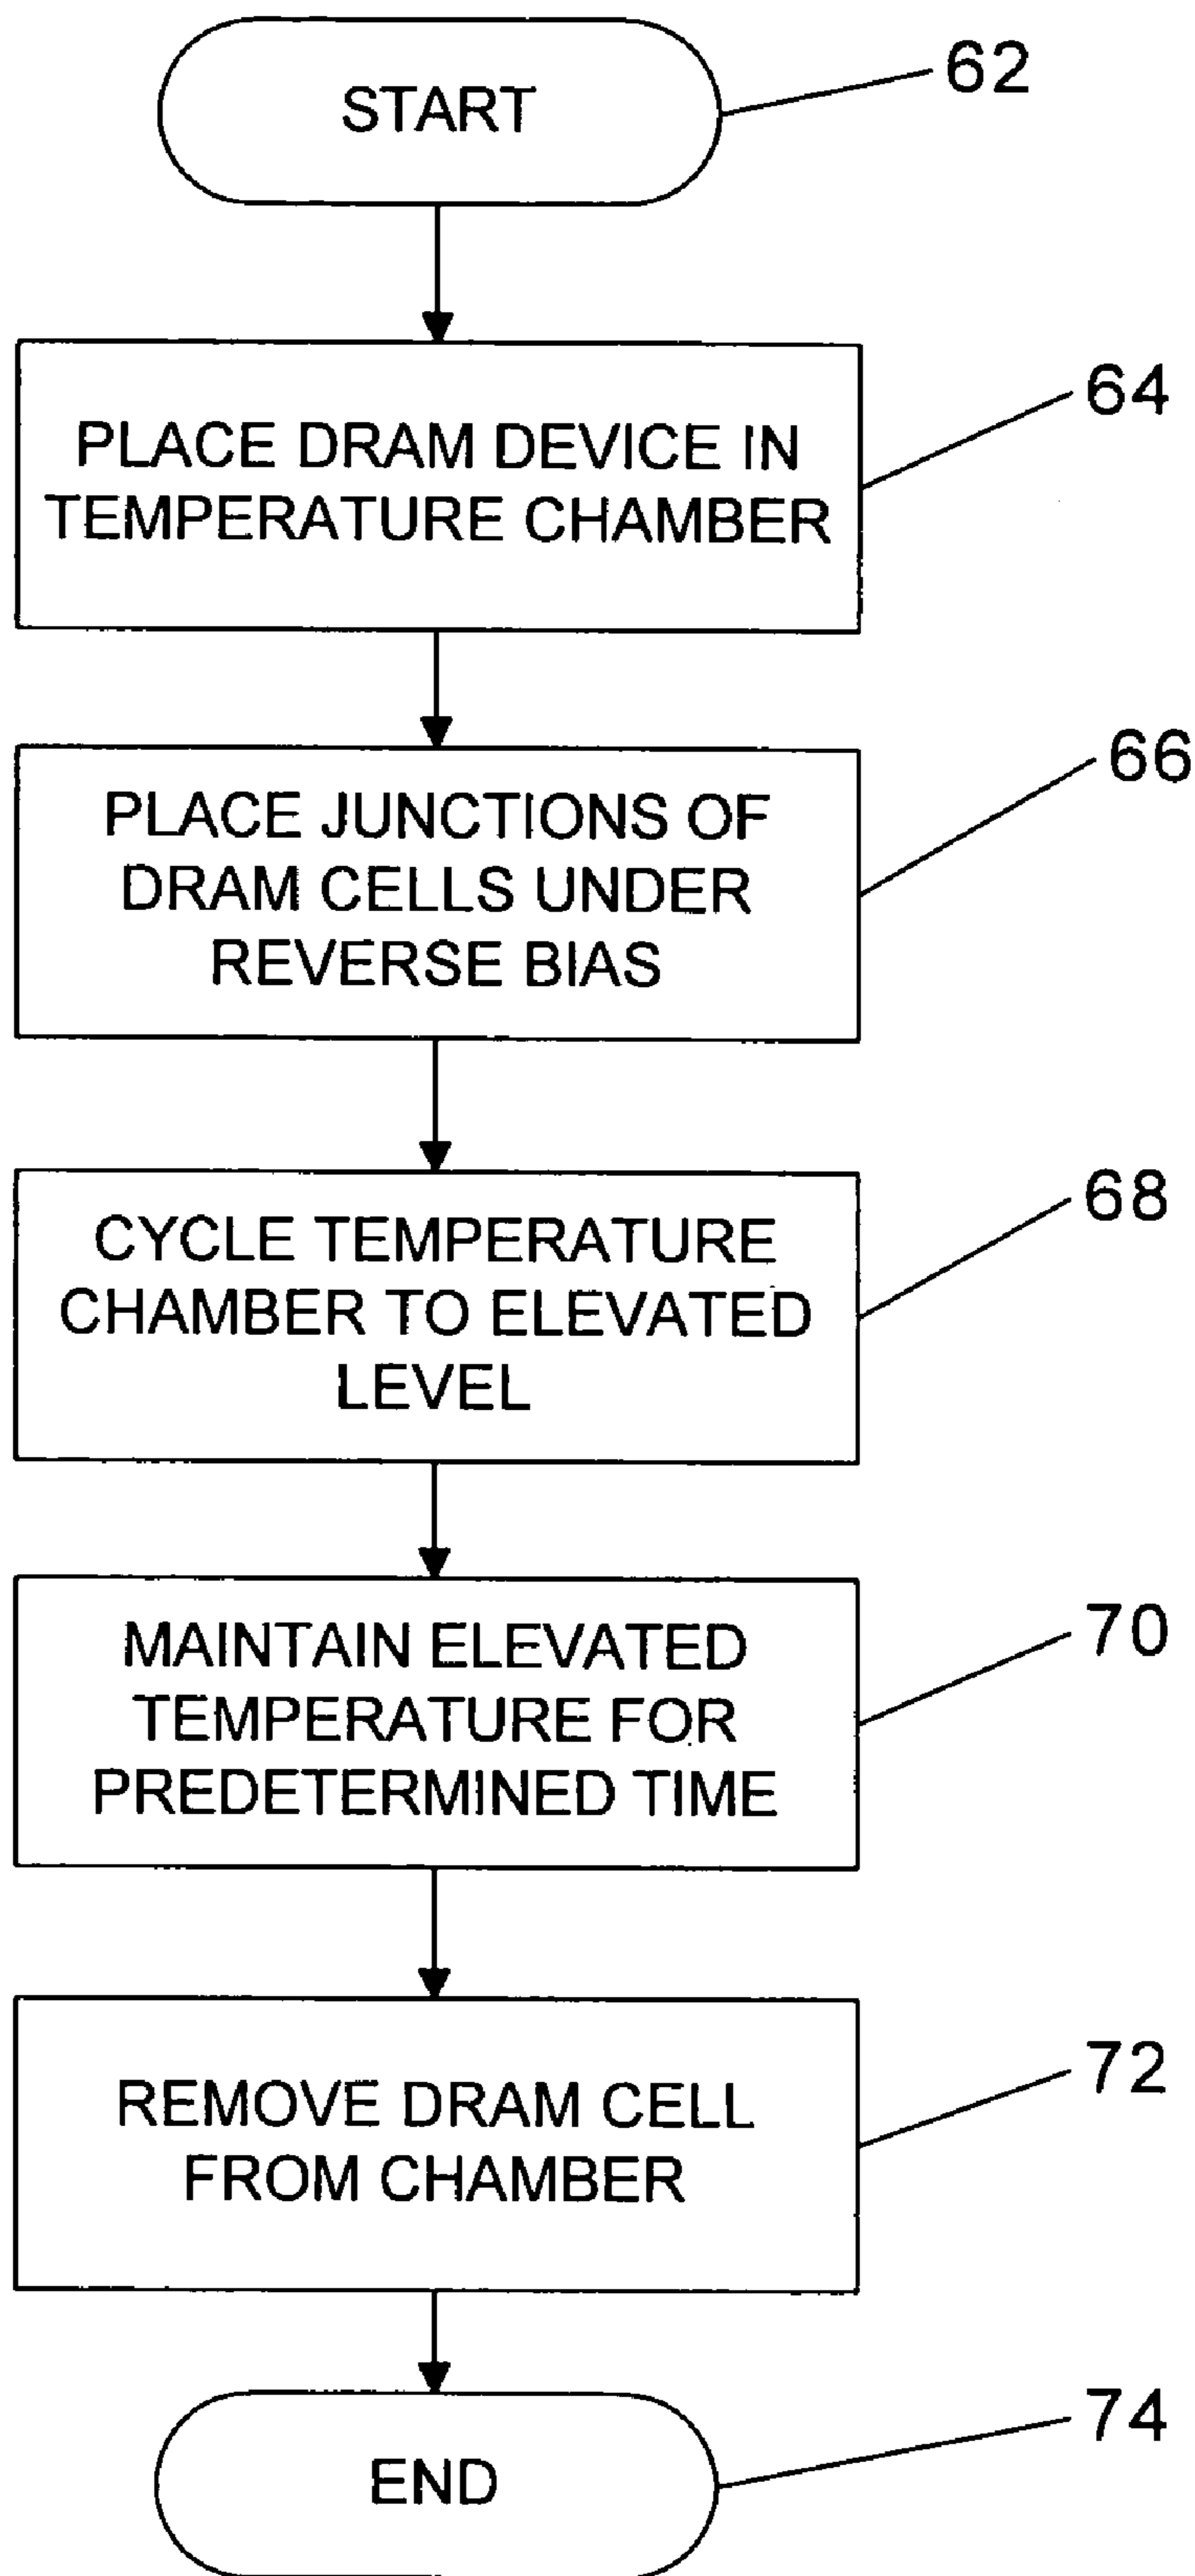 START
62
PLACE DRAM DEVICE IN
TEMPERATURE CHAMBER
64
PLACE JUNCTIONS OF
DRAM CELLS UNDER
REVERSE BIAS
66
CYCLE TEMPERATURE
CHAMBER TO ELEVATED
LEVEL
68
MAINTAIN ELEVATED
TEMPERATURE FOR
PREDETERMINED TIME
70
REMOVE DRAM CELL
FROM CHAMBER
72
END
74